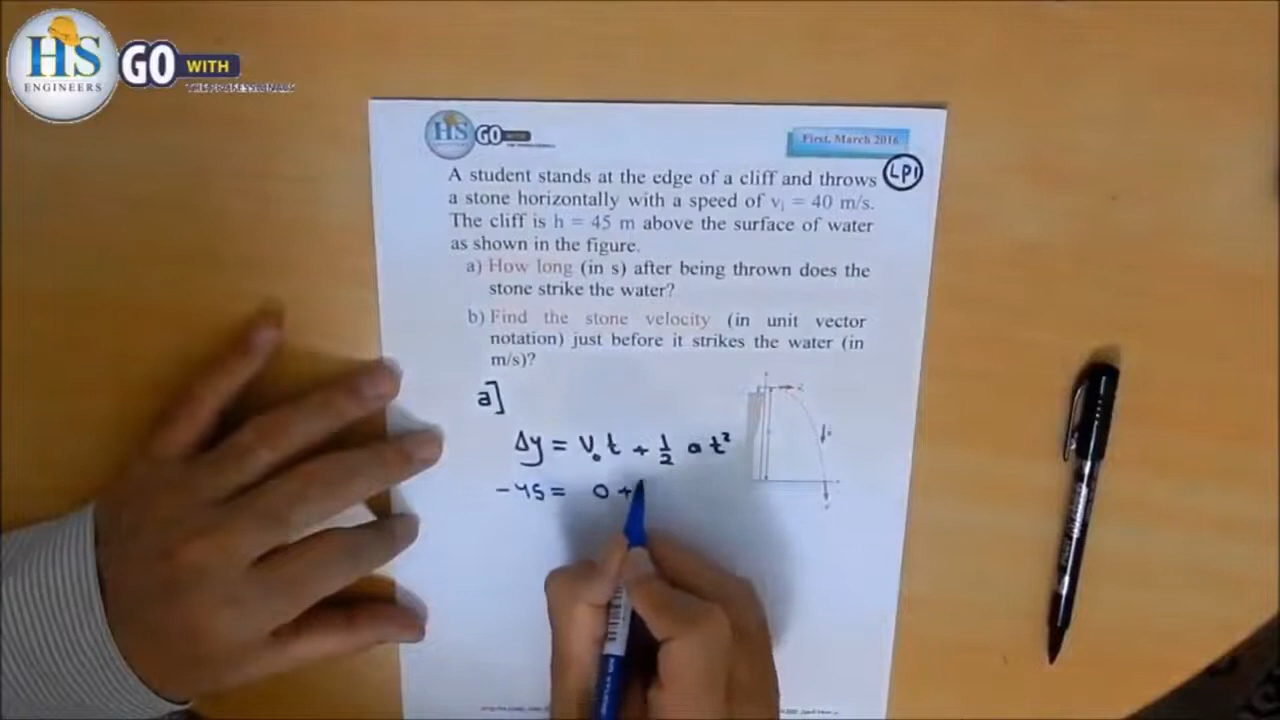 HS
ENGINEERS
GO WITH
THE PROFESSIONALS
HS GO
First, March 2016
LP1
A student stands at the edge of a cliff and throws
a stone horizontally with a speed of vᵢ = 40 m/s.
The cliff is h = 45 m above the surface of water
as shown in the figure.
a) How long (in s) after being thrown does the
stone strike the water?
b) Find the stone velocity (in unit vector
notation) just before it strikes the water (in
m/s)?
a]
Δy = v₀t + ½ a t²
-45 = 0 +